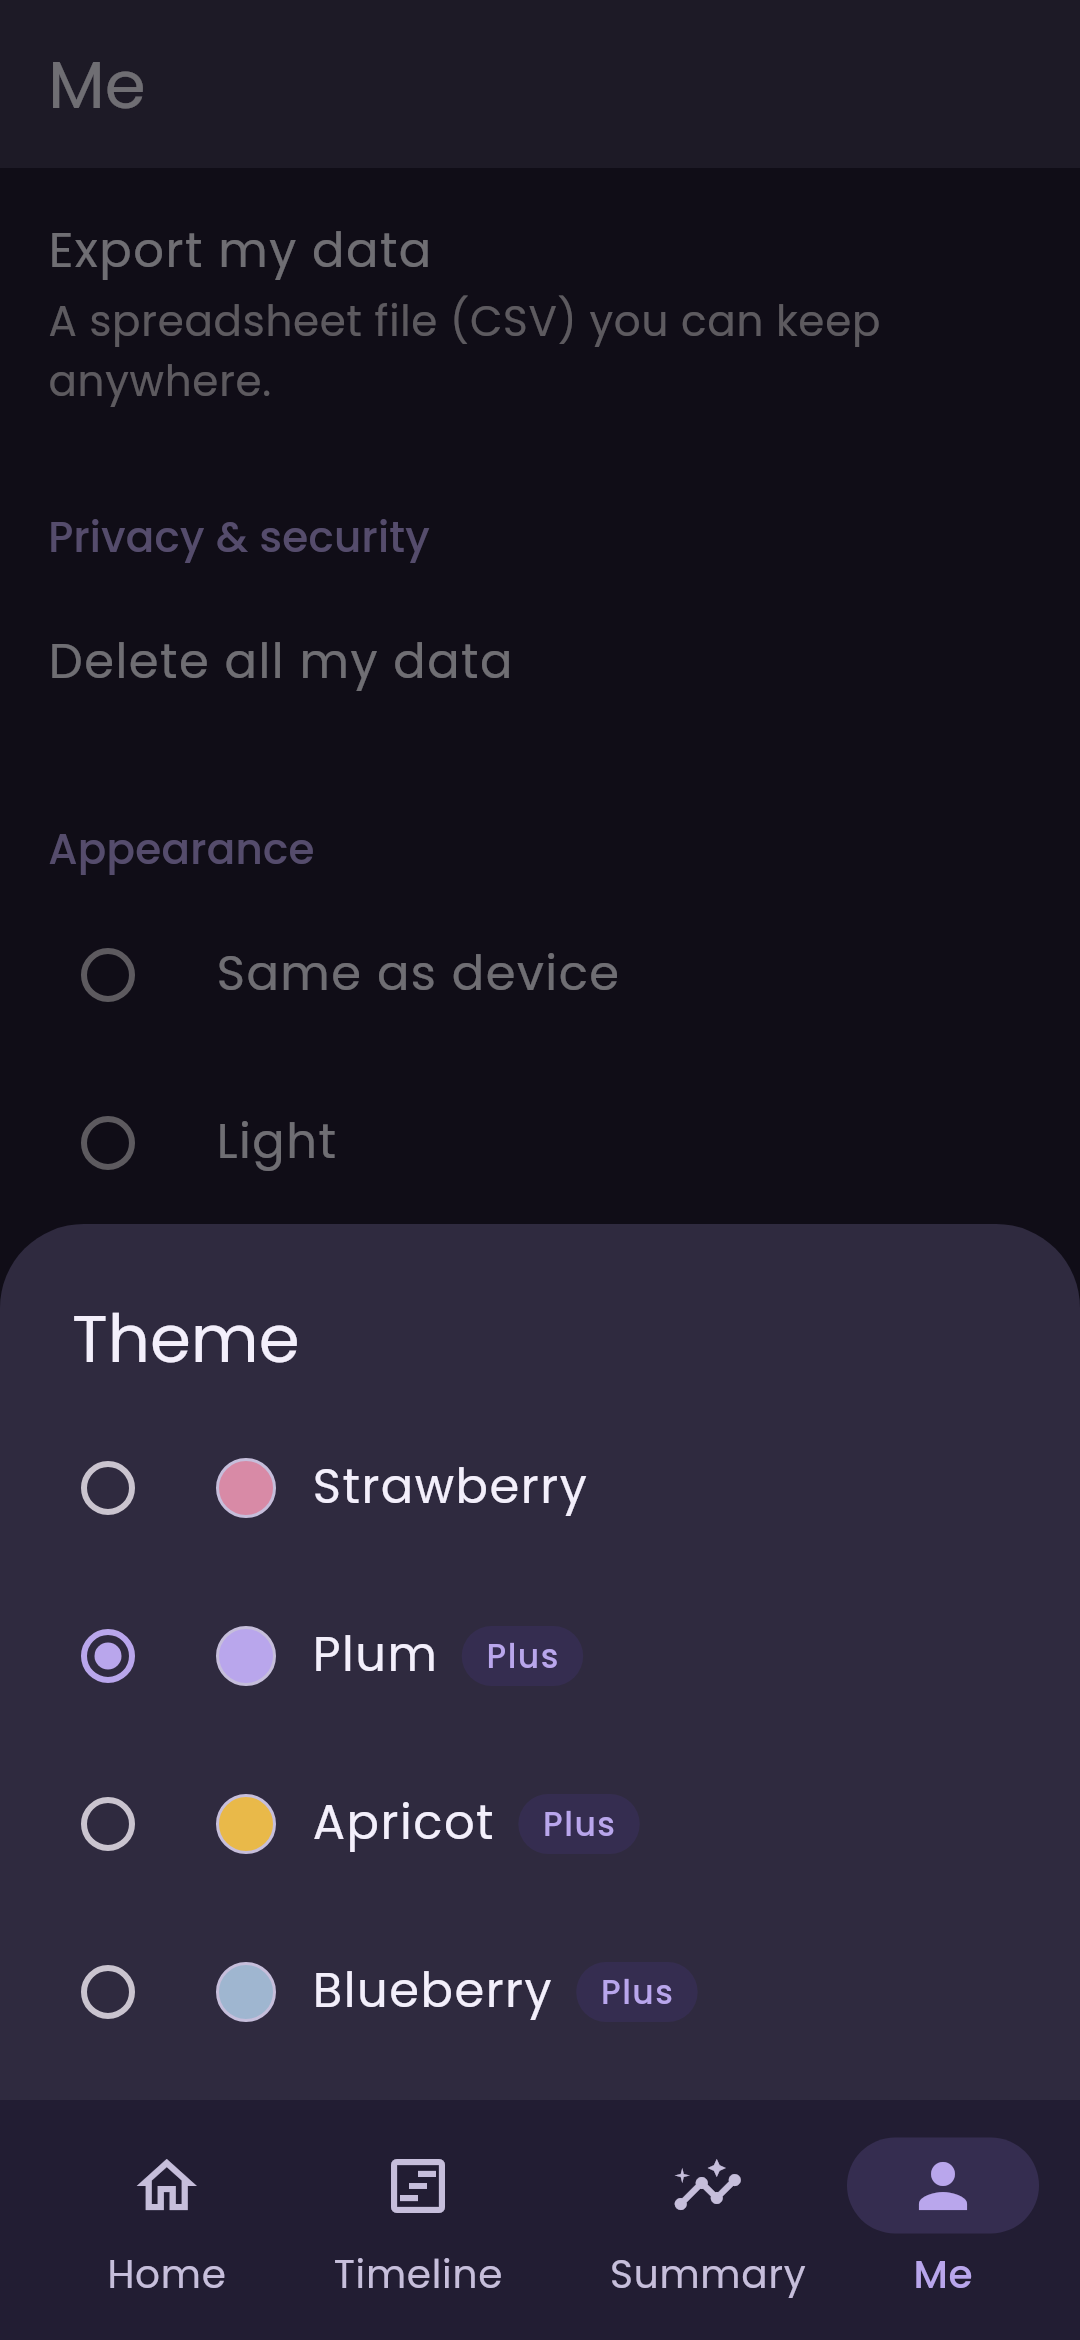 Me
Export my data
A spreadsheet file (CSV) you can keep
anywhere.
Privacy & security
Delete all my data
Appearance
Same as device
Light
Theme
Strawberry
Plum Plus
Apricot Plus
Blueberry Plus
Home Timeline Summary Me